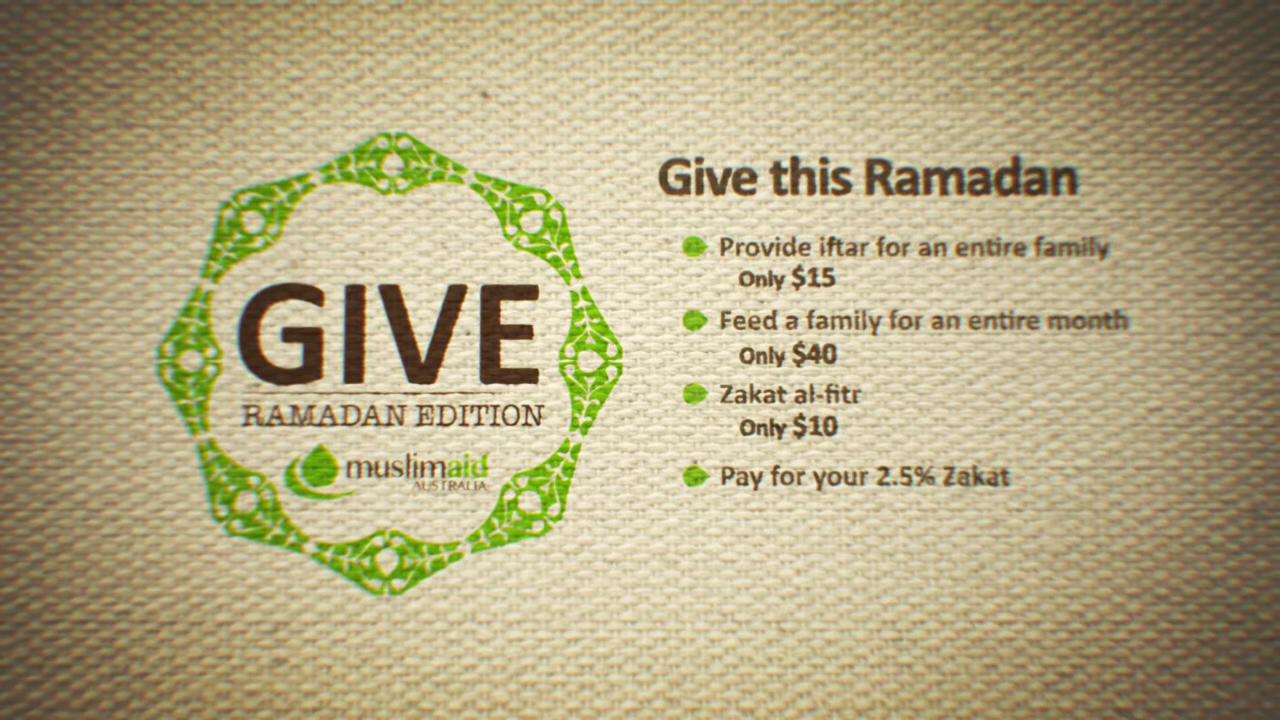 GIVE
RAMADAN EDITION
muslimaid
AUSTRALIA
Give this Ramadan
Provide iftar for an entire family
Only $15
Feed a family for an entire month
Only $40
Zakat al-fitr
Only $10
Pay for your 2.5% Zakat